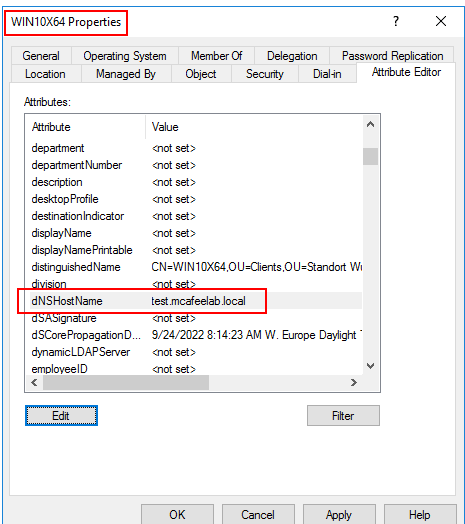 WIN10X64 Properties
?
General Operating System Member Of Delegation Password Replication
Location Managed By Object Security Dial-in Attribute Editor
Attributes:
Attribute Value
department <not set>
departmentNumber <not set>
description <not set>
desktopProfile <not set>
destinationIndicator <not set>
displayName <not set>
displayNamePrintable <not set>
distinguishedName CN=WIN10X64,OU=Clients,OU=Standort W
division <not set>
dNSHostName test.mcafeelab.local
dSASignature <not set>
dSCorePropagationD... 9/24/2022 8:14:23 AM W. Europe Daylight
dynamicLDAPServer <not set>
employeeID <not set>
Edit Filter
OK Cancel Apply Help